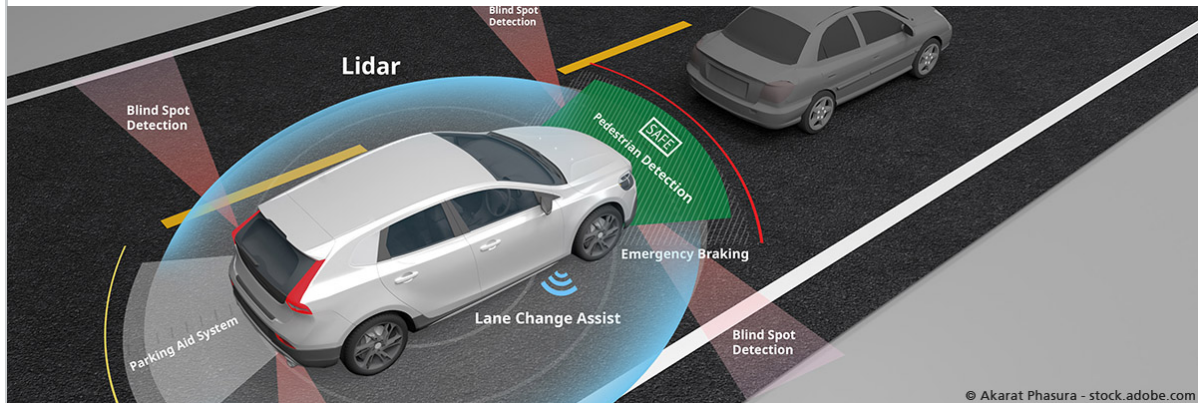 Blind Spot
Detection
Lidar
Blind Spot
Detection
SAFE
Pedestrian Detection
Emergency Braking
Lane Change Assist
Parking Aid System
Blind Spot
Detection
© Akarat Phasura - stock.adobe.com